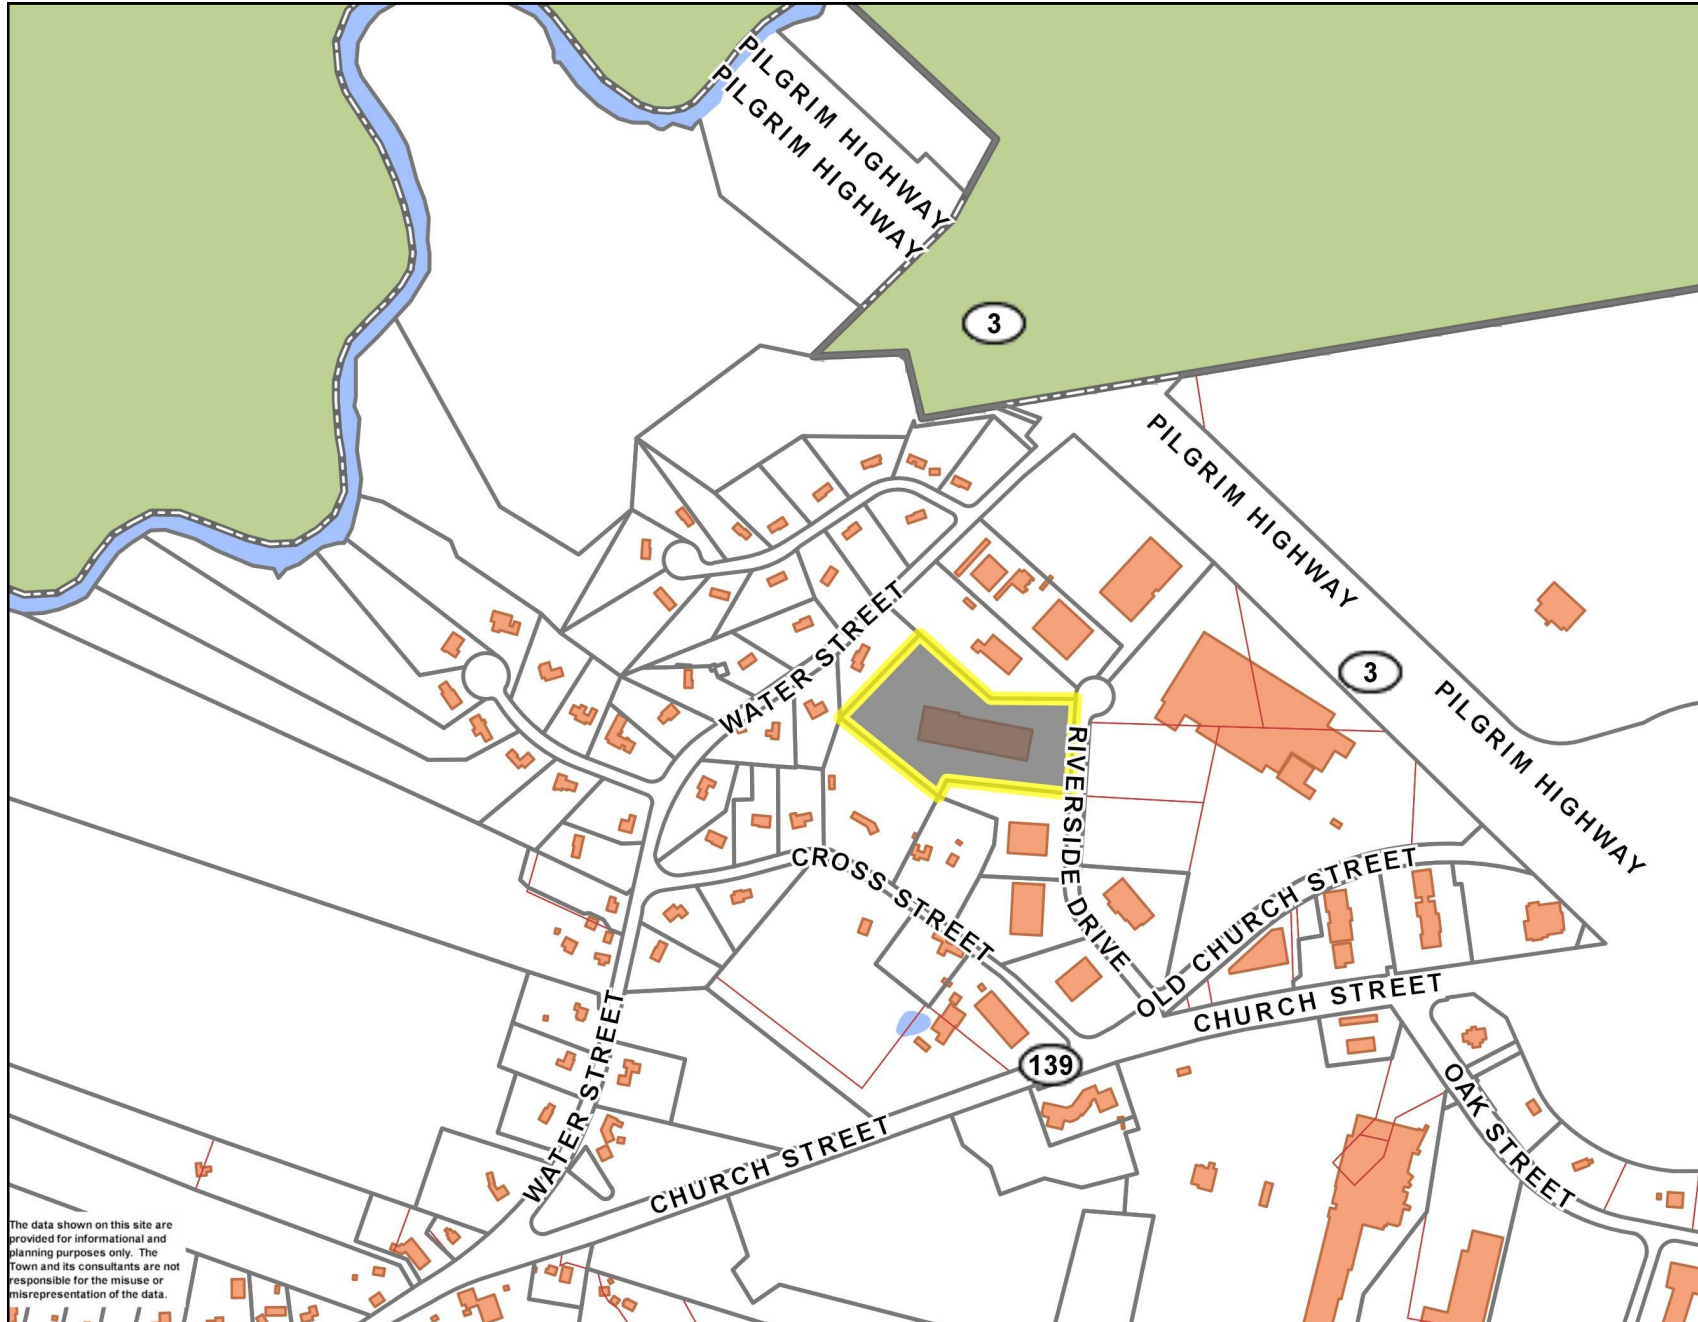 PILGRIM HIGHWAY
PILGRIM HIGHWAY
3
PILGRIM HIGHWAY
WATER STREET
3
PILGRIM HIGHWAY
RIVERSIDE DRIVE
CROSS STREET
OLD CHURCH STREET
CHURCH STREET
WATER STREET
139
OAK STREET
CHURCH STREET
The data shown on this site are
provided for informational and
planning purposes only. The
Town and its consultants are not
responsible for the misuse or
misrepresentation of the data.